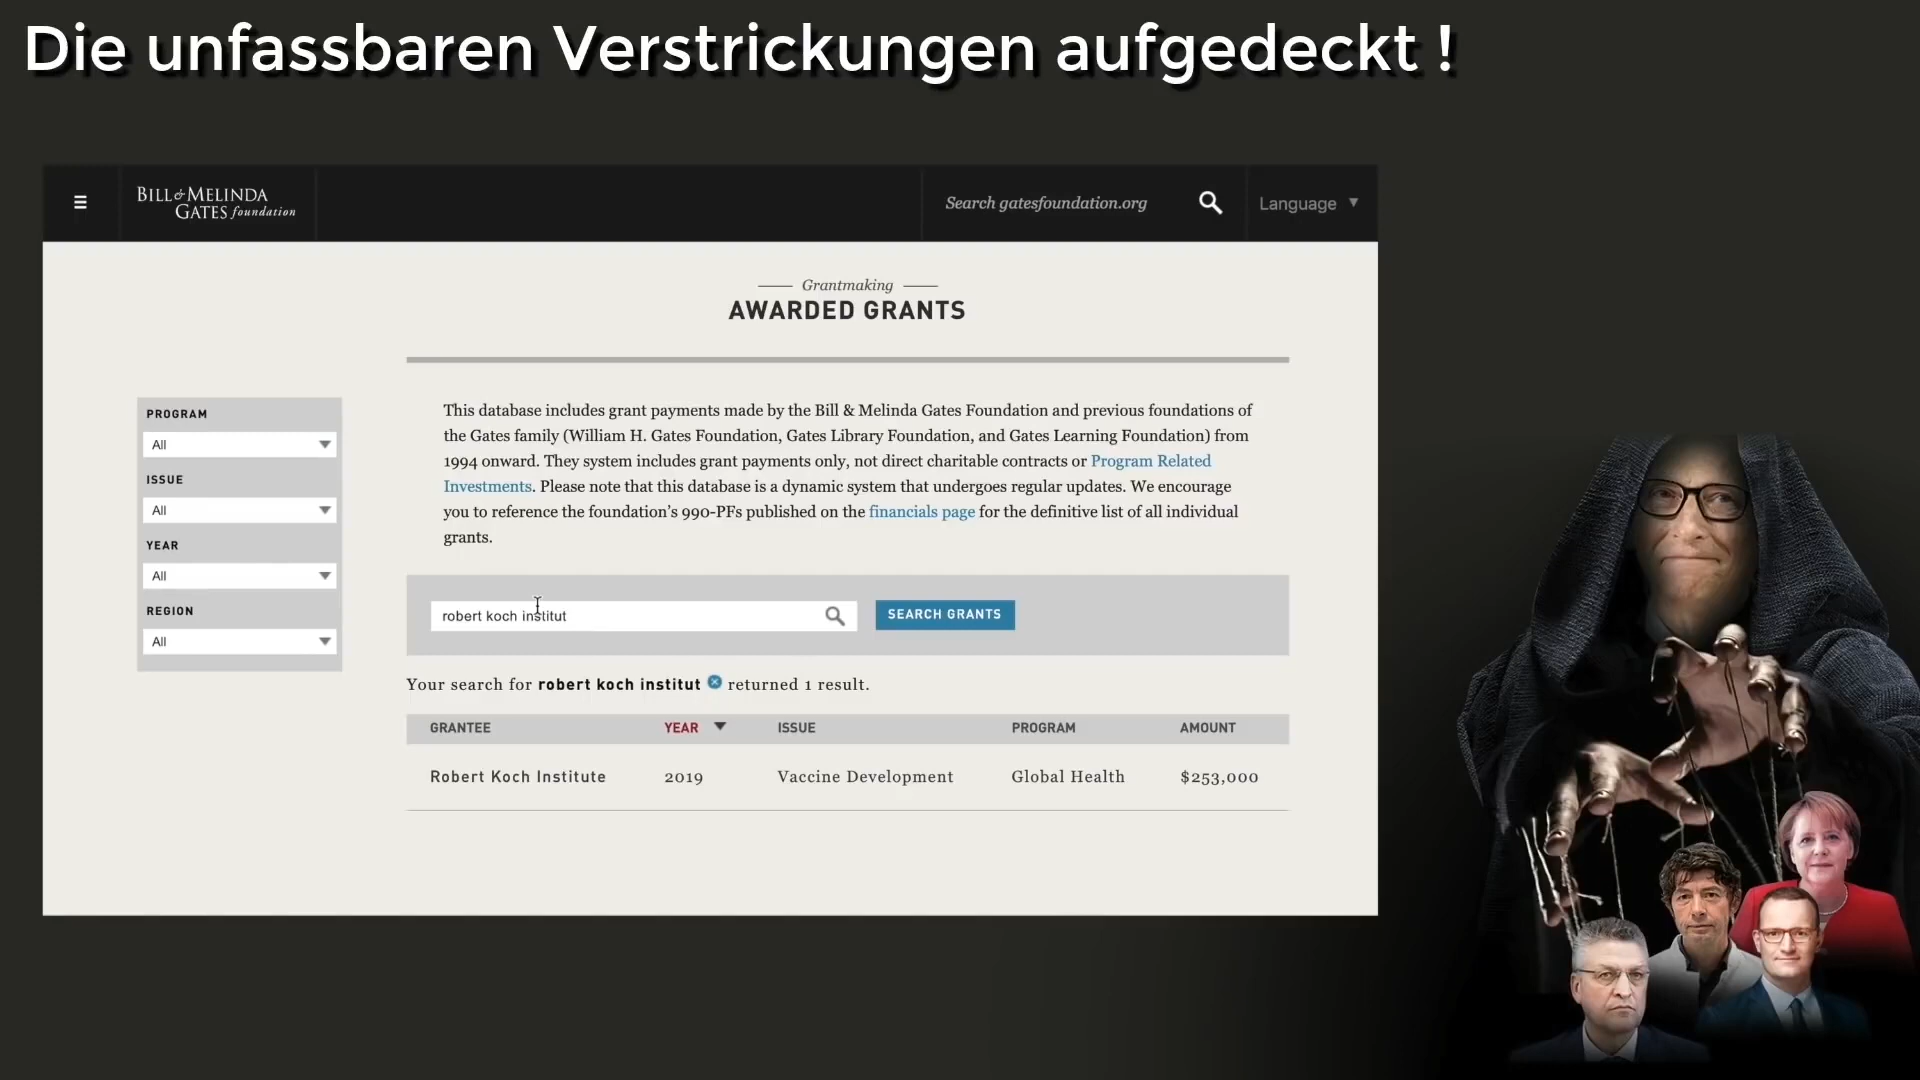 Die unfassbaren Verstrickungen aufgedeckt !
BILL & MELINDA
GATES foundation
Search gatesfoundation.org
Language
Grantmaking
AWARDED GRANTS
PROGRAM
All
ISSUE
All
YEAR
All
REGION
All
This database includes grant payments made by the Bill & Melinda Gates Foundation and previous foundations of
the Gates family (William H. Gates Foundation, Gates Library Foundation, and Gates Learning Foundation) from
1994 onward. They system includes grant payments only, not direct charitable contracts or Program Related
Investments. Please note that this database is a dynamic system that undergoes regular updates. We encourage
you to reference the foundation's 990-PFs published on the financials page for the definitive list of all individual
grants.
robert koch institut
SEARCH GRANTS
Your search for robert koch institut returned 1 result.
GRANTEE YEAR ISSUE PROGRAM AMOUNT
Robert Koch Institute 2019 Vaccine Development Global Health $253,000